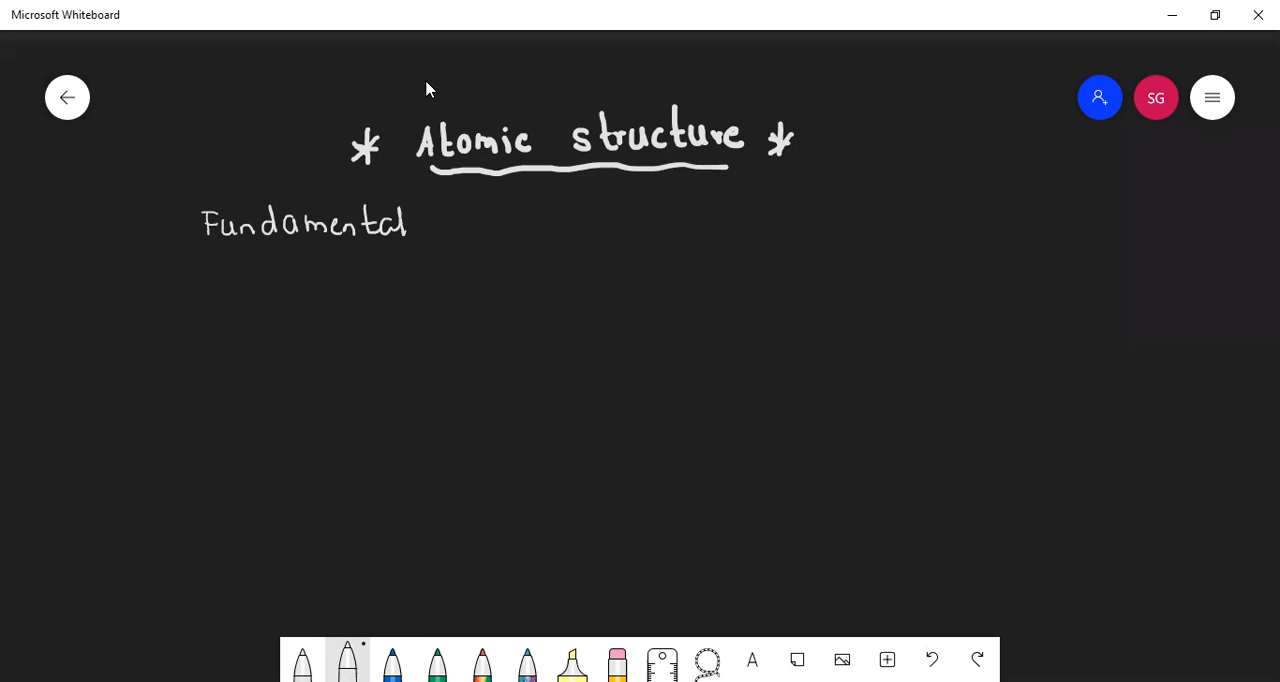 Microsoft Whiteboard
SG
* Atomic structure *
Fundamental
A